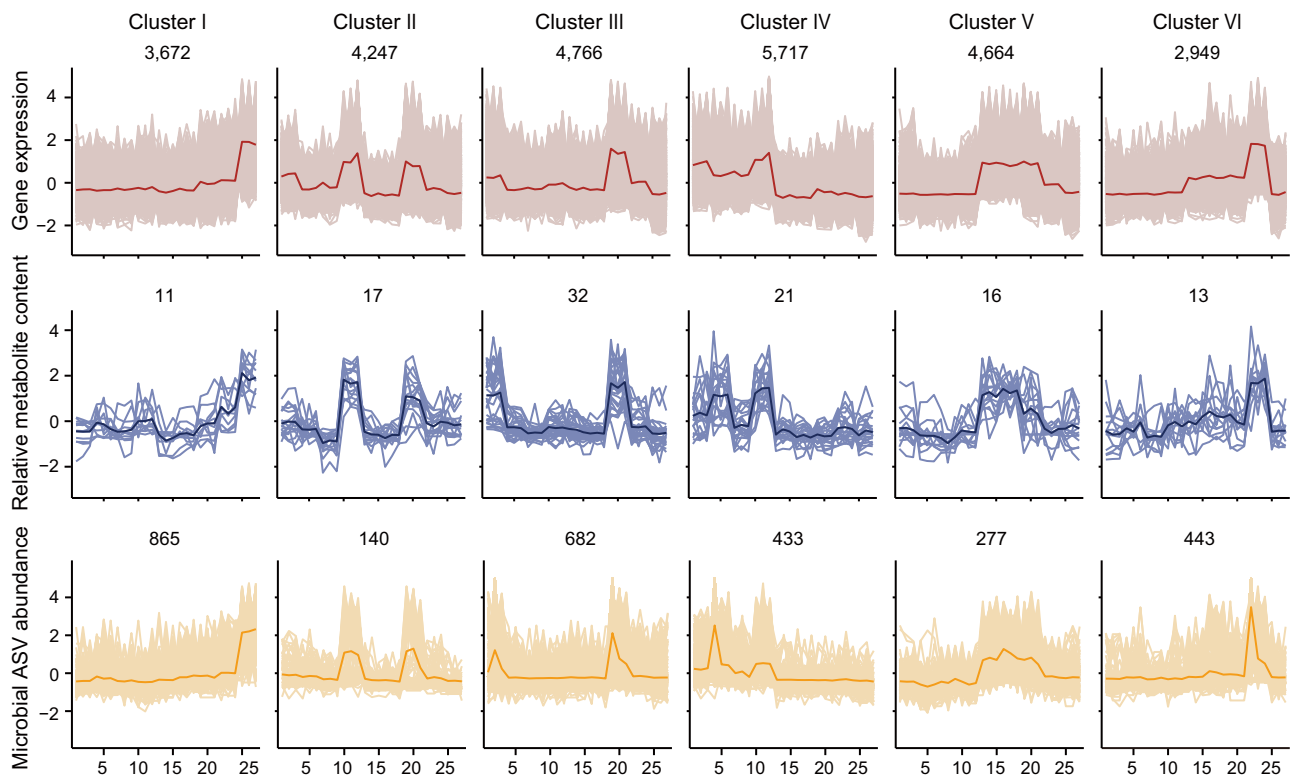 Cluster I Cluster II Cluster III Cluster IV Cluster V Cluster VI
3,672 4,247 4,766 5,717 4,664 2,949
Gene expression
4
2
0
−2
5 10 15 20 25 5 10 15 20 25 5 10 15 20 25 5 10 15 20 25 5 10 15 20 25 5 10 15 20 25
Relative metabolite content
11 17 32 21 16 13
4
2
0
−2
Microbial ASV abundance
865 140 682 433 277 443
4
2
0
−2